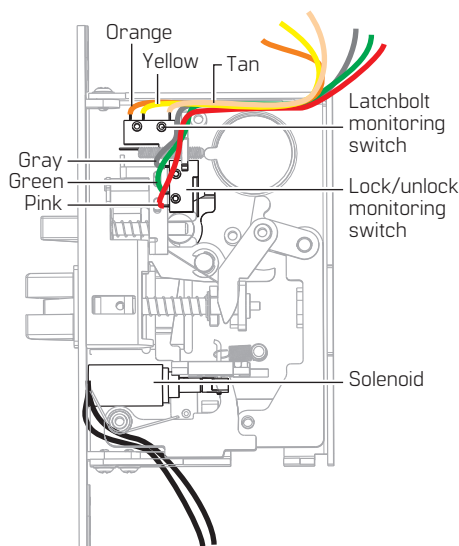 Orange
Yellow
Tan
Latchbolt
monitoring
switch
Gray
Green
Pink
Lock/unlock
monitoring
switch
Solenoid